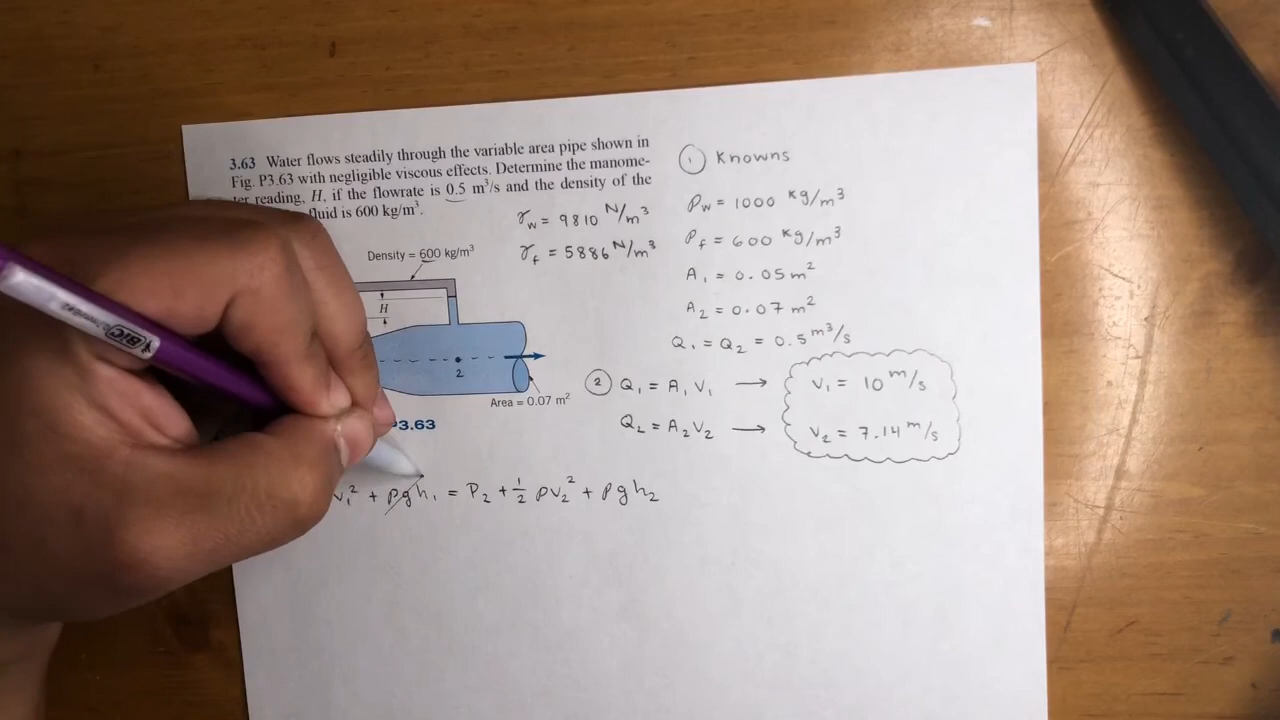 3.63 Water flows steadily through the variable area pipe shown in
Fig. P3.63 with negligible viscous effects. Determine the manome-
ter reading, H, if the flowrate is 0.5 m³/s and the density of the
fluid is 600 kg/m³.
γw = 9810 N/m³
γf = 5886 N/m³
Density = 600 kg/m³
H
2
Area = 0.07 m²
P3.63
① Knowns
ρw = 1000 kg/m³
ρf = 600 kg/m³
A₁ = 0.05 m²
A₂ = 0.07 m²
Q₁ = Q₂ = 0.5 m³/s
② Q₁ = A₁ V₁ → V₁ = 10 m/s
Q₂ = A₂ V₂ → V₂ = 7.14 m/s
V₁² + ρgh₁ = P₂ + ½ ρV₂² + ρgh₂
BIC